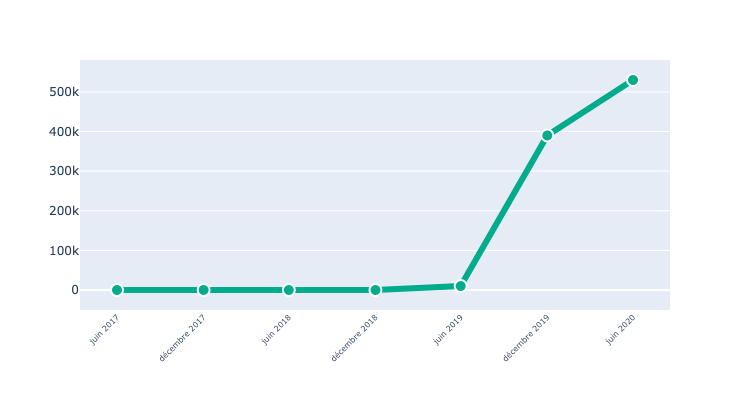 500k
400k
300k
200k
100k
0
juin 2017
décembre 2017
juin 2018
décembre 2018
juin 2019
décembre 2019
juin 2020